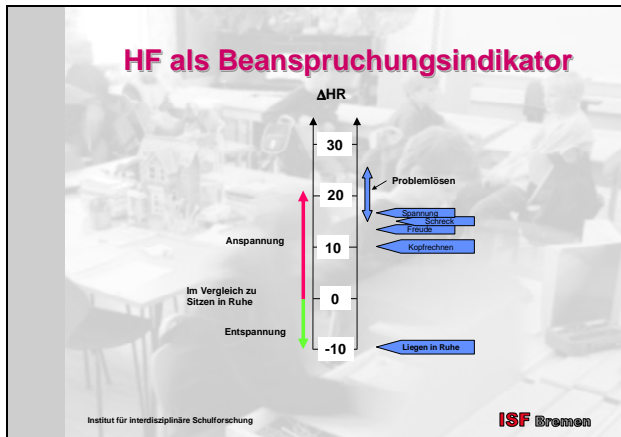 HF als Beanspruchungsindikator
ΔHR
30
20
10
0
-10
Problemlösen
Spannung
Schreck
Freude
Kopfrechnen
Liegen in Ruhe
Anspannung
Im Vergleich zu
Sitzen in Ruhe
Entspannung
Institut für interdisziplinäre Schulforschung
ISF Bremen